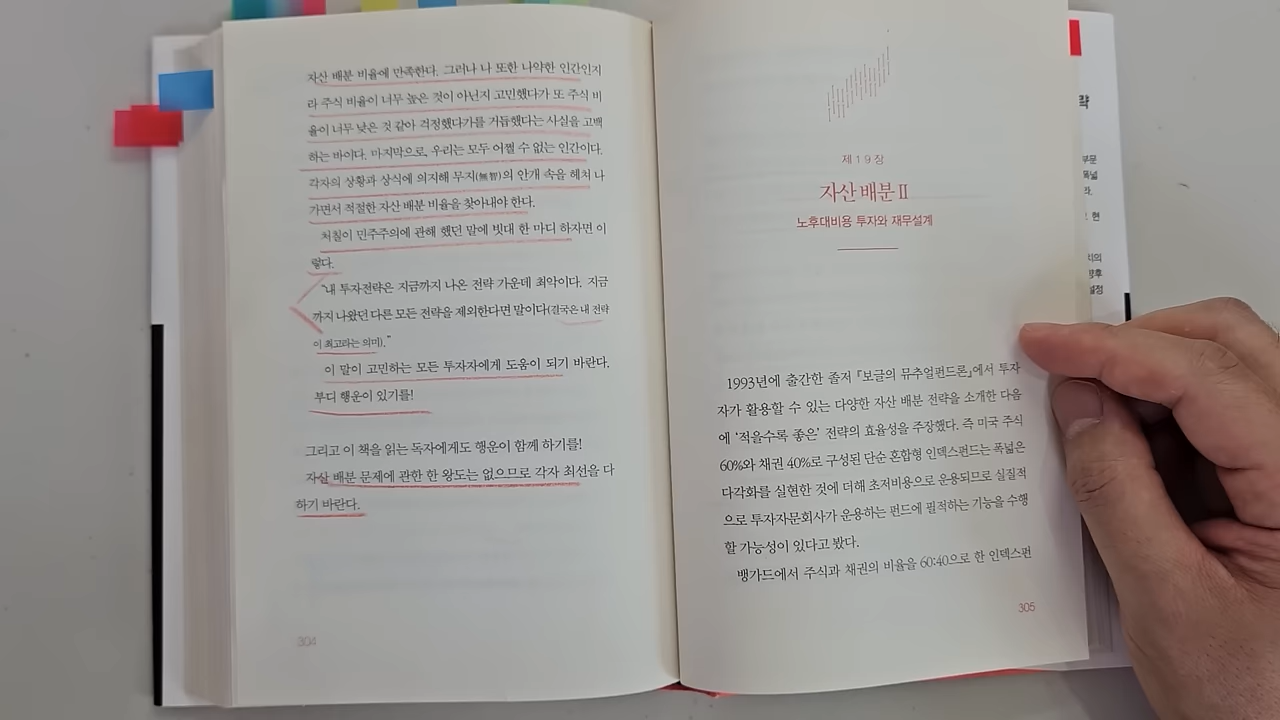 자산 배분 비율에 만족한다. 그러나 나 또한 나약한 인간인지
라 주식 비율이 너무 높은 것이 아닌지 고민했다가 또 주식 비
율이 너무 낮은 것 같아 걱정했다가를 거듭했다는 사실을 고백
하는 바이다. 마지막으로, 우리는 모두 어쩔 수 없는 인간이다.
각자의 상황과 상식에 의지해 무지(無智)의 안개 속을 헤쳐 나
가면서 적절한 자산 배분 비율을 찾아내야 한다.
처칠이 민주주의에 관해 했던 말에 빗대 한 마디 하자면 이
렇다.
“내 투자전략은 지금까지 나온 전략 가운데 최악이다. 지금
까지 나왔던 다른 모든 전략을 제외한다면 말이다(결국은 내 전략
이 최고라는 의미).”
이 말이 고민하는 모든 투자자에게 도움이 되기 바란다.
부디 행운이 있기를!
그리고 이 책을 읽는 독자에게도 행운이 함께 하기를!
자산 배분 문제에 관한 한 왕도는 없으므로 각자 최선을 다
하기 바란다.
304
제19장
자산 배분 II
노후대비용 투자와 재무설계
1993년에 출간한 졸저 『보글의 뮤추얼펀드론』에서 투자
자가 활용할 수 있는 다양한 자산 배분 전략을 소개한 다음
에 ‘적을수록 좋은’ 전략의 효율성을 주장했다. 즉 미국 주식
60%와 채권 40%로 구성된 단순 혼합형 인덱스펀드는 폭넓은
다각화를 실현한 것에 더해 초저비용으로 운용되므로 실질적
으로 투자자문회사가 운용하는 펀드에 필적하는 기능을 수행
할 가능성이 있다고 봤다.
뱅가드에서 주식과 채권의 비율을 60:40으로 한 인덱스펀
305
략
부문
폭넓
라.
현
의
향후
설정